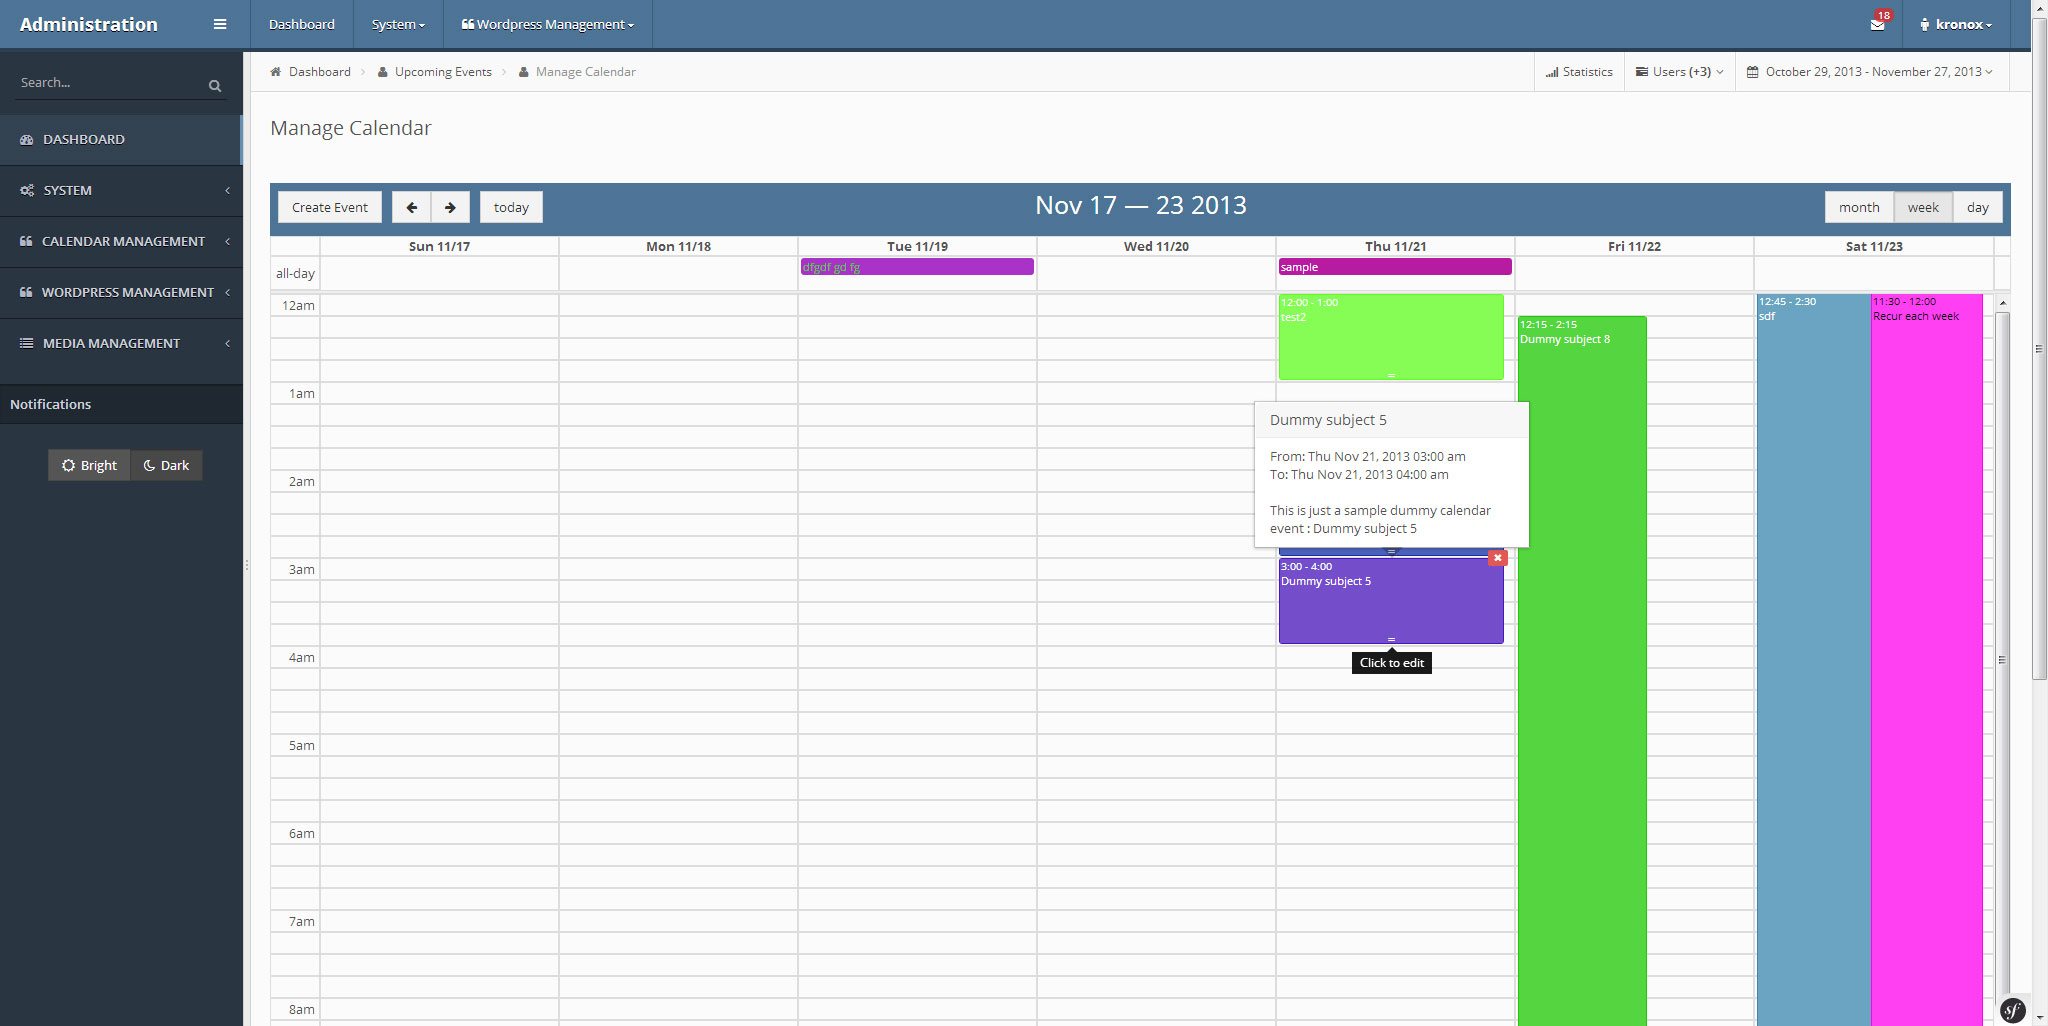 Administration
Dashboard
System
Wordpress Management
18
kronox
Search...
Dashboard
Upcoming Events
Manage Calendar
Statistics
Users (+3)
October 29, 2013 - November 27, 2013
DASHBOARD
SYSTEM
CALENDAR MANAGEMENT
WORDPRESS MANAGEMENT
MEDIA MANAGEMENT
Notifications
Bright
Dark
Manage Calendar
Create Event
today
Nov 17 — 23 2013
month
week
day
Sun 11/17
Mon 11/18
Tue 11/19
Wed 11/20
Thu 11/21
Fri 11/22
Sat 11/23
all-day
dfgdf gd fg
sample
12am
12:00 - 1:00
test2
12:15 - 2:15
Dummy subject 8
12:45 - 2:30
sdf
11:30 - 12:00
Recur each week
1am
Dummy subject 5
From: Thu Nov 21, 2013 03:00 am
To: Thu Nov 21, 2013 04:00 am
This is just a sample dummy calendar
event : Dummy subject 5
2am
3am
3:00 - 4:00
Dummy subject 5
Click to edit
4am
5am
6am
7am
8am
sf